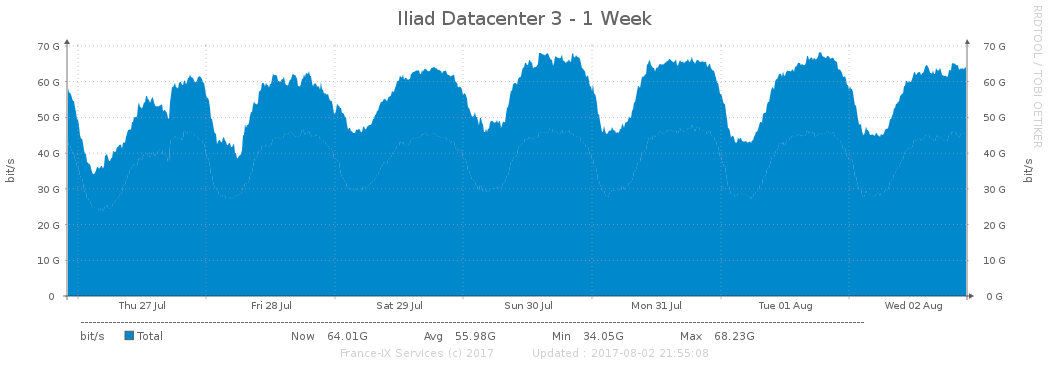 Iliad Datacenter 3 - 1 Week
RRDTOOL / TOBI OETIKER
70 G 70 G
60 G 60 G
50 G 50 G
40 G 40 G
30 G 30 G
20 G 20 G
10 G 10 G
0 0 G
bit/s bit/s
Thu 27 Jul Fri 28 Jul Sat 29 Jul Sun 30 Jul Mon 31 Jul Tue 01 Aug Wed 02 Aug
bit/s Total Now 64.01G Avg 55.98G Min 34.05G Max 68.23G
France-IX Services (c) 2017 Updated : 2017-08-02 21:55:08